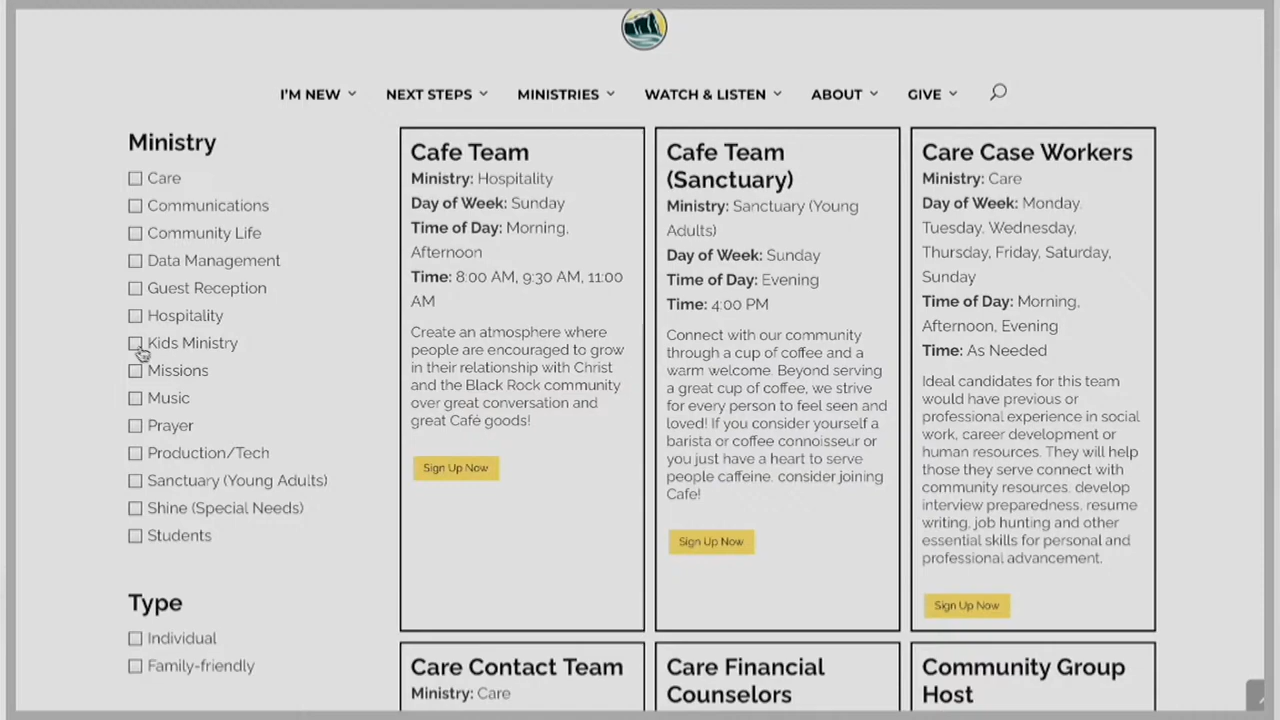 I'M NEW
NEXT STEPS
MINISTRIES
WATCH & LISTEN
ABOUT
GIVE
Ministry
Care
Communications
Community Life
Data Management
Guest Reception
Hospitality
Kids Ministry
Missions
Music
Prayer
Production/Tech
Sanctuary (Young Adults)
Shine (Special Needs)
Students
Type
Individual
Family-friendly
Cafe Team
Ministry: Hospitality
Day of Week: Sunday
Time of Day: Morning,
Afternoon
Time: 8:00 AM, 9:30 AM, 11:00
AM
Create an atmosphere where
people are encouraged to grow
in their relationship with Christ
and the Black Rock community
over great conversation and
great Café goods!
Sign Up Now
Cafe Team
(Sanctuary)
Ministry: Sanctuary (Young
Adults)
Day of Week: Sunday
Time of Day: Evening
Time: 4:00 PM
Connect with our community
through a cup of coffee and a
warm welcome. Beyond serving
a great cup of coffee, we strive
for every person to feel seen and
loved! If you consider yourself a
barista or coffee connoisseur or
you just have a heart to serve
people caffeine, consider joining
Cafe!
Sign Up Now
Care Case Workers
Ministry: Care
Day of Week: Monday,
Tuesday, Wednesday,
Thursday, Friday, Saturday,
Sunday
Time of Day: Morning,
Afternoon, Evening
Time: As Needed
Ideal candidates for this team
would have previous or
professional experience in social
work, career development or
human resources. They will help
those they serve connect with
community resources, develop
interview preparedness, resume
writing, job hunting and other
essential skills for personal and
professional advancement.
Sign Up Now
Care Contact Team
Ministry: Care
Care Financial
Counselors
Community Group
Host